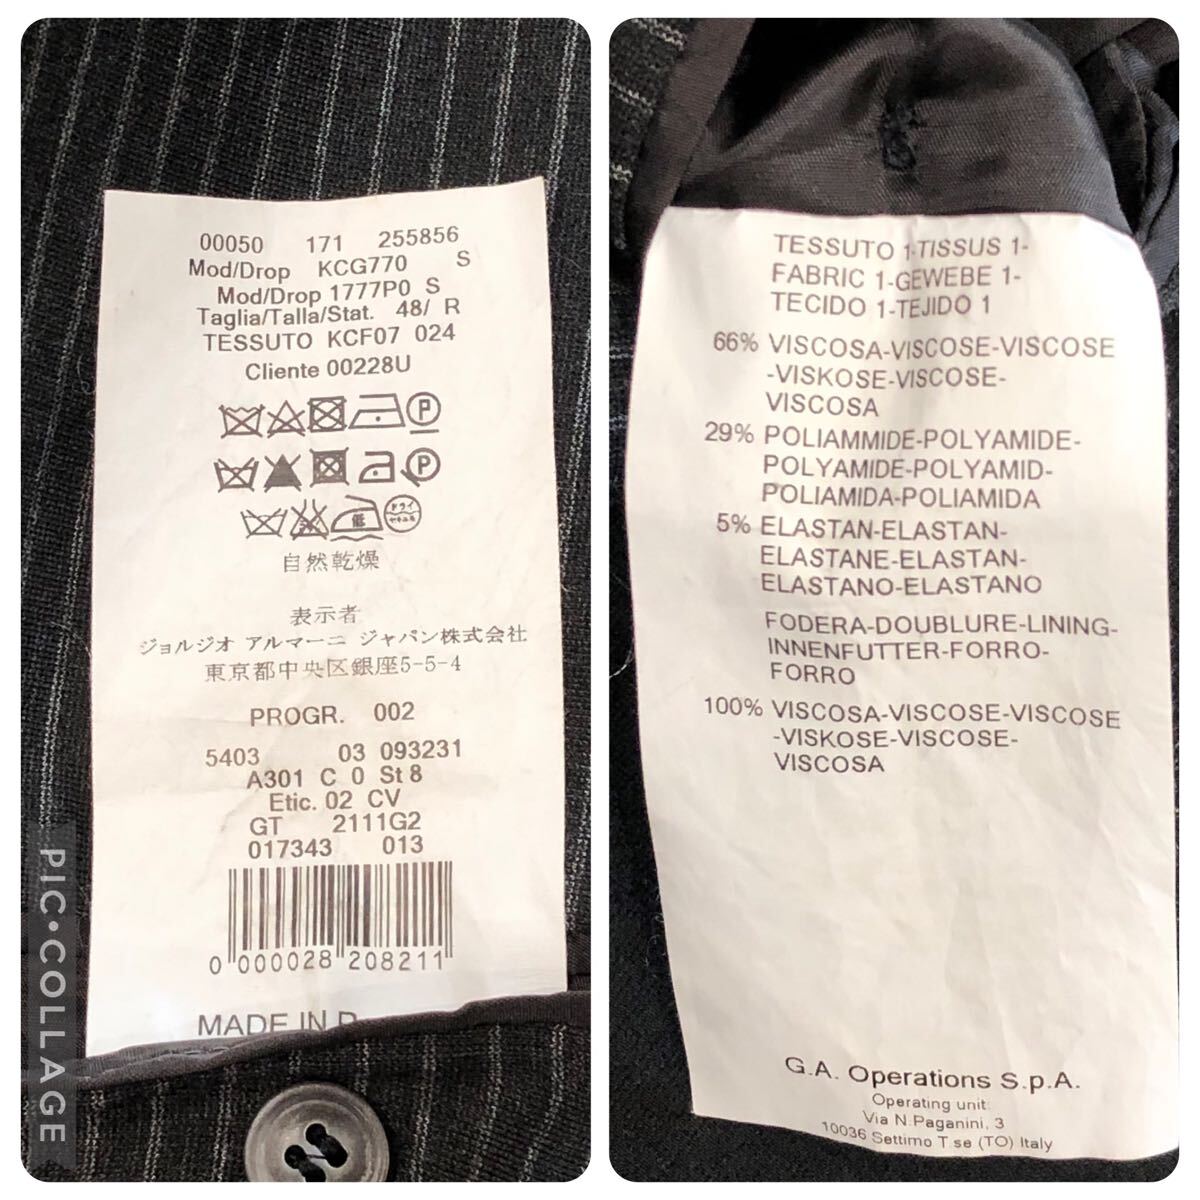 00050 171 255856
Mod/Drop KCG770 S
Mod/Drop 1777P0 S
Taglia/Talla/Stat. 48/ R
TESSUTO KCF07 024
Cliente 00228U
P
P
低 ドライ
自然乾燥
表示者
ジョルジオ アルマーニ ジャパン株式会社
東京都中央区銀座5-5-4
PROGR. 002
5403 03 093231
A301 C 0 St 8
Etic. 02 CV
GT 2111G2
017343 013
0 000028 208211
MADE IN
PIC•COLLAGE
TESSUTO 1-TISSUS 1-
FABRIC 1-GEWEBE 1-
TECIDO 1-TEJIDO 1
66% VISCOSA-VISCOSE-VISCOSE
-VISKOSE-VISCOSE-
VISCOSA
29% POLIAMMIDE-POLYAMIDE-
POLYAMIDE-POLYAMID-
POLIAMIDA-POLIAMIDA
5% ELASTAN-ELASTAN-
ELASTANE-ELASTAN-
ELASTANO-ELASTANO
FODERA-DOUBLURE-LINING-
INNENFUTTER-FORRO-
FORRO
100% VISCOSA-VISCOSE-VISCOSE
-VISKOSE-VISCOSE-
VISCOSA
G.A. Operations S.p.A.
Operating unit:
Via N.Paganini, 3
10036 Settimo T.se (TO) Italy